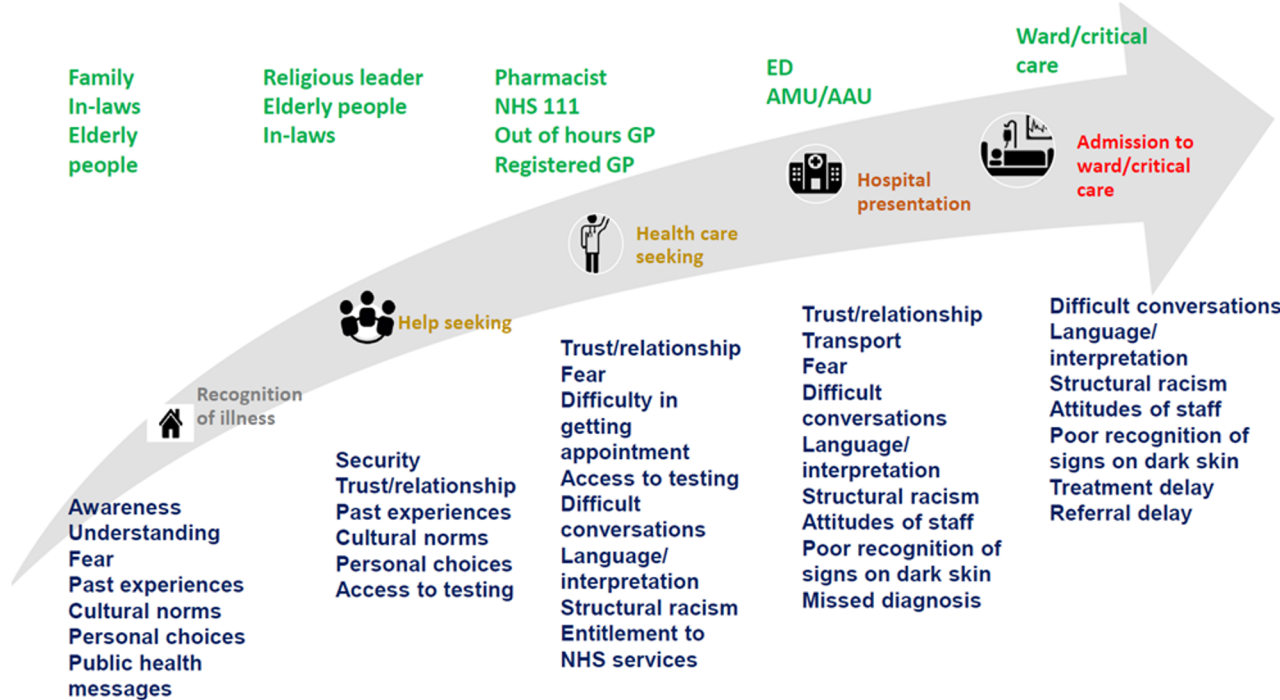 Family
In-laws
Elderly
people
Religious leader
Elderly people
In-laws
Pharmacist
NHS 111
Out of hours GP
Registered GP
ED
AMU/AAU
Ward/critical
care
Recognition
of illness
Help seeking
Health care
seeking
Hospital
presentation
Admission to
ward/critical
care
Awareness
Understanding
Fear
Past experiences
Cultural norms
Personal choices
Public health
messages
Security
Trust/relationship
Past experiences
Cultural norms
Personal choices
Access to testing
Trust/relationship
Fear
Difficulty in
getting
appointment
Access to testing
Difficult
conversations
Language/
interpretation
Structural racism
Entitlement to
NHS services
Trust/relationship
Transport
Fear
Difficult
conversations
Language/
interpretation
Structural racism
Attitudes of staff
Poor recognition of
signs on dark skin
Missed diagnosis
Difficult conversations
Language/
interpretation
Structural racism
Attitudes of staff
Poor recognition of
signs on dark skin
Treatment delay
Referral delay